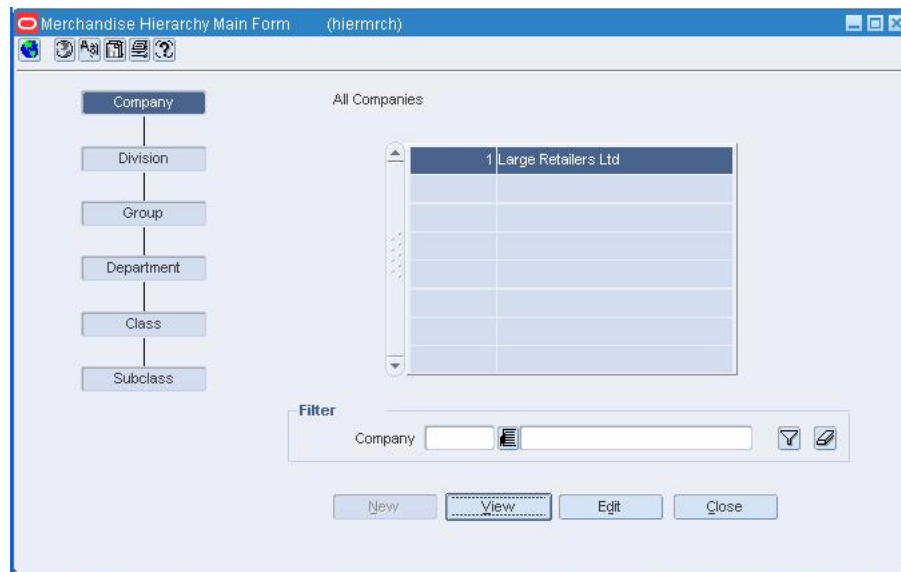 Merchandise Hierarchy Main Form (hiermrch)
Company
Division
Group
Department
Class
Subclass
All Companies
1 Large Retailers Ltd
Filter
Company
New
View
Edit
Close